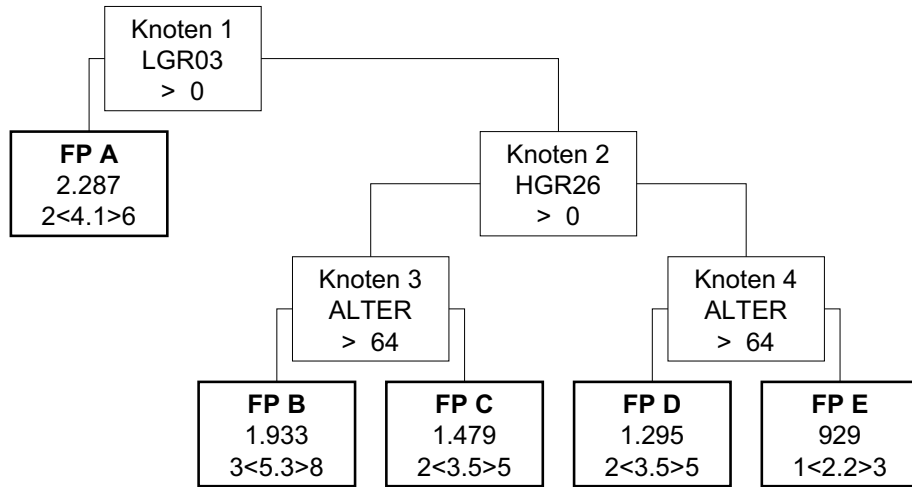 Knoten 1
LGR03
> 0
FP A
2.287
2<4.1>6
Knoten 2
HGR26
> 0
Knoten 3
ALTER
> 64
Knoten 4
ALTER
> 64
FP B
1.933
3<5.3>8
FP C
1.479
2<3.5>5
FP D
1.295
2<3.5>5
FP E
929
1<2.2>3